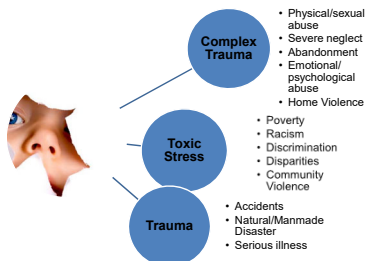 Complex
Trauma
• Physical/sexual
abuse
• Severe neglect
• Abandonment
• Emotional/
psychological
abuse
• Home Violence
Toxic
Stress
• Poverty
• Racism
• Discrimination
• Disparities
• Community
Violence
Trauma
• Accidents
• Natural/Manmade
Disaster
• Serious illness